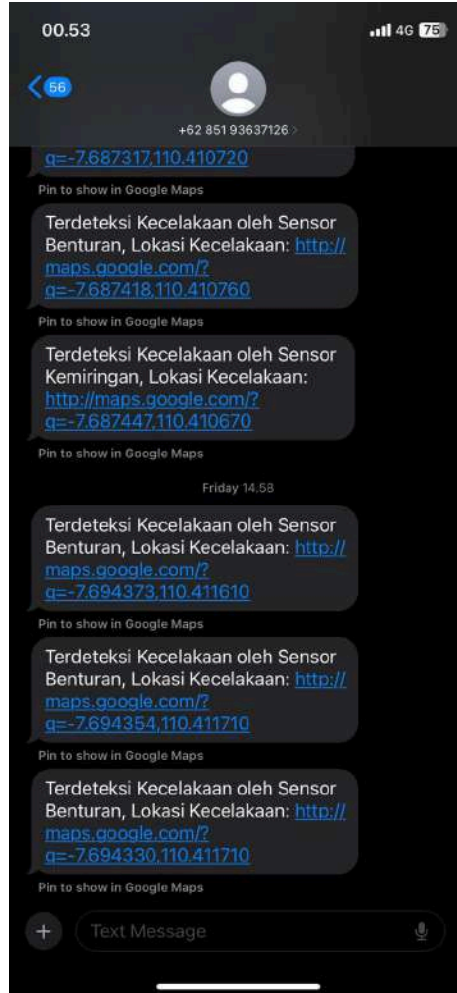 00.53
4G 75
56
+62 851 93637126 >
q=-7.687317,110.410720
Pin to show in Google Maps
Terdeteksi Kecelakaan oleh Sensor
Benturan, Lokasi Kecelakaan: http://
maps.google.com/?
q=-7.687418,110.410760
Pin to show in Google Maps
Terdeteksi Kecelakaan oleh Sensor
Kemiringan, Lokasi Kecelakaan:
http://maps.google.com/?
q=-7.687447,110.410670
Pin to show in Google Maps
Friday 14.58
Terdeteksi Kecelakaan oleh Sensor
Benturan, Lokasi Kecelakaan: http://
maps.google.com/?
q=-7.694373,110.411610
Pin to show in Google Maps
Terdeteksi Kecelakaan oleh Sensor
Benturan, Lokasi Kecelakaan: http://
maps.google.com/?
q=-7.694354,110.411710
Pin to show in Google Maps
Terdeteksi Kecelakaan oleh Sensor
Benturan, Lokasi Kecelakaan: http://
maps.google.com/?
q=-7.694330,110.411710
Pin to show in Google Maps
Text Message